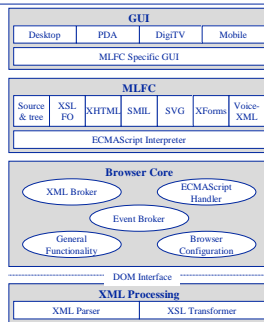 GUI
Desktop PDA DigiTV Mobile
MLFC Specific GUI
MLFC
Source & tree
XSL FO
XHTML
SMIL
SVG
XForms
Voice-XML
ECMAScript Interpreter
Browser Core
XML Broker
ECMAScript Handler
Event Broker
General Functionality
Browser Configuration
DOM Interface
XML Processing
XML Parser XSL Transformer